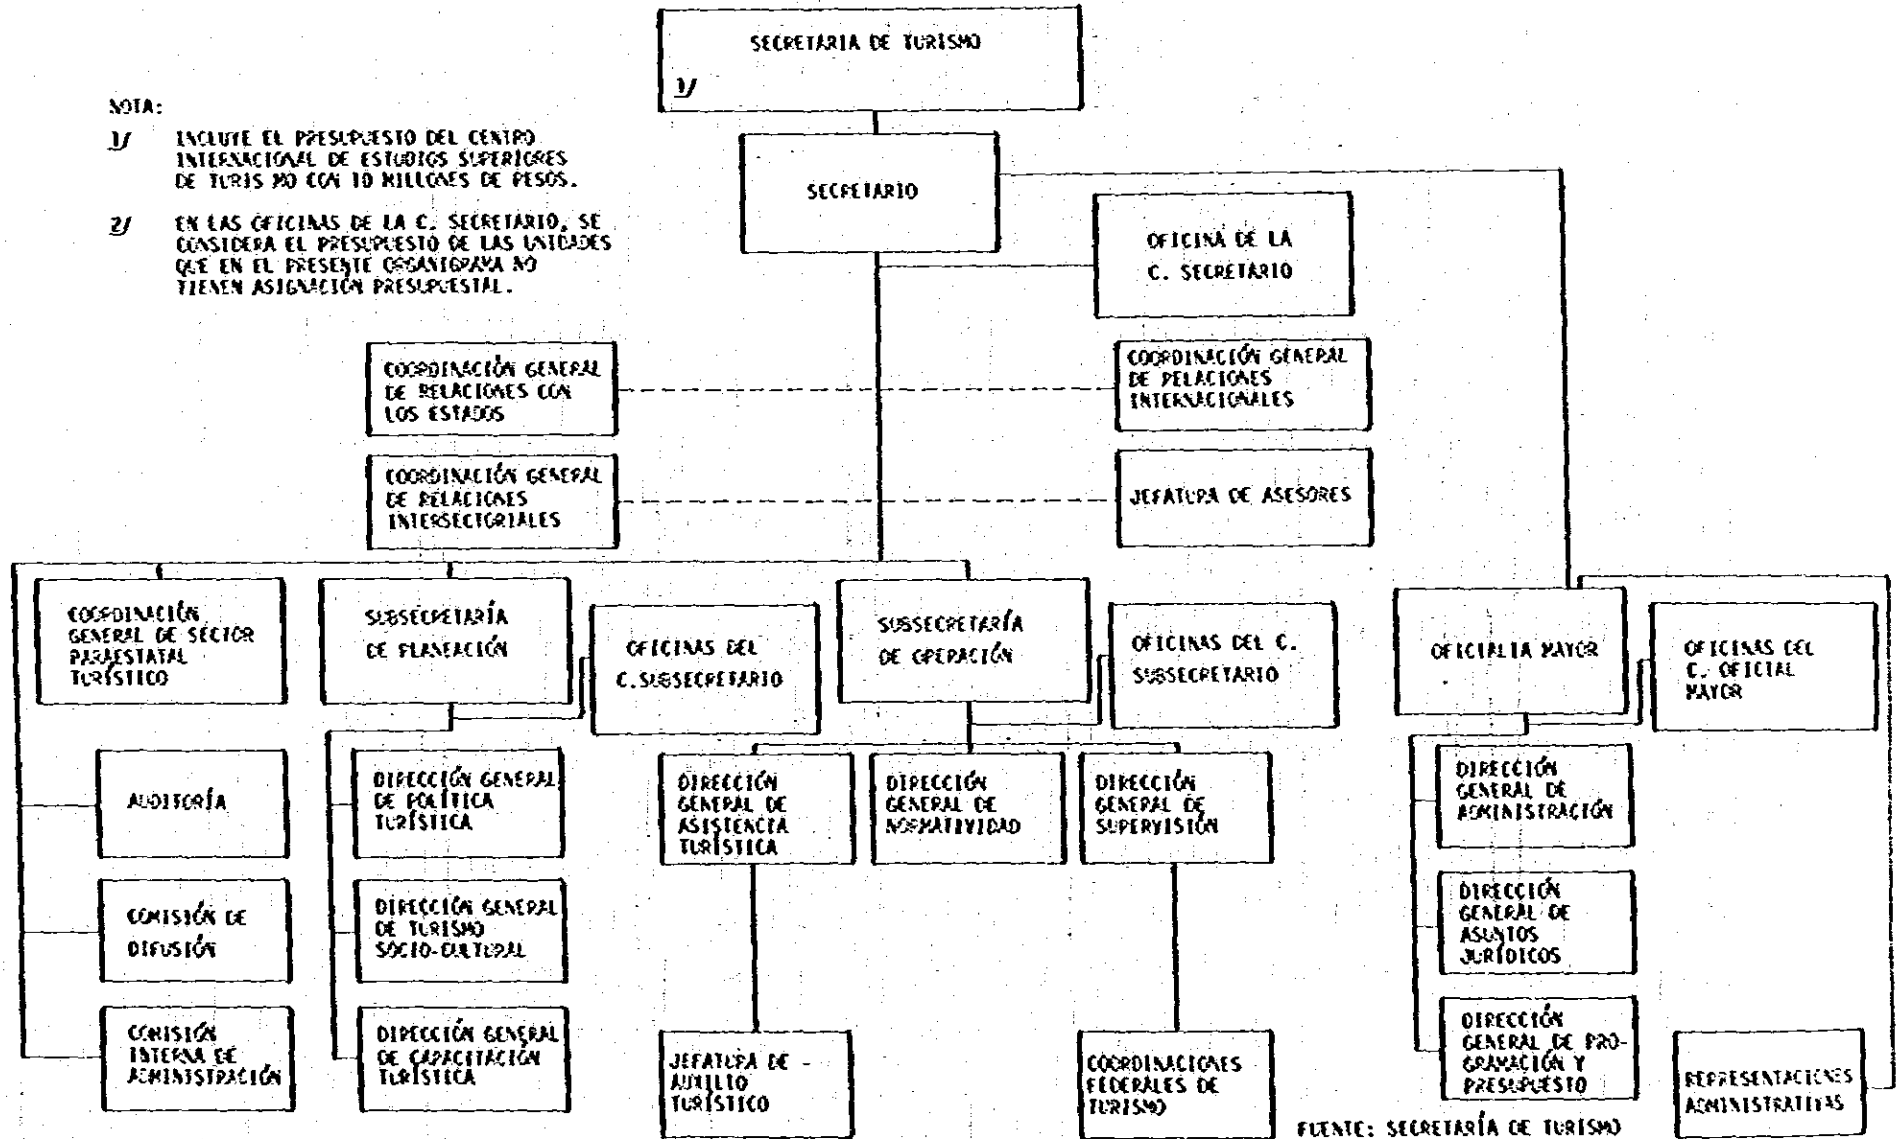 SECRETARIA DE TURISMO
1/
NOTA:
1/ INCLUYE EL PRESUPUESTO DEL CENTRO
INTERNACIONAL DE ESTUDIOS SUPERIORES
DE TURIS MO CON 10 MILLONES DE PESOS.
2/ EN LAS OFICINAS DE LA C. SECRETARIO, SE
CONSIDERA EL PRESUPUESTO DE LAS UNIDADES
QUE EN EL PRESENTE ORGANIGRAMA NO
TIENEN ASIGNACIÓN PRESUPUESTAL.
SECRETARIO
OFICINA DE LA
C. SECRETARIO
COORDINACIÓN GENERAL
DE RELACIONES CON
LOS ESTADOS
COORDINACIÓN GENERAL
DE RELACIONES
INTERNACIONALES
COORDINACIÓN GENERAL
DE RELACIONES
INTERSECTORIALES
JEFATURA DE ASESORES
COORDINACIÓN
GENERAL DE SECTOR
PARAESTATAL
TURÍSTICO
SUBSECRETARÍA
DE PLANEACIÓN
OFICINAS DEL
C.SUBSECRETARIO
SUBSECRETARÍA
DE OPERACIÓN
OFICINAS DEL C.
SUBSECRETARIO
OFICIALIA MAYOR
OFICINAS DEL
C. OFICIAL
MAYOR
AUDITORÍA
DIRECCIÓN GENERAL
DE POLÍTICA
TURÍSTICA
DIRECCIÓN
GENERAL DE
ASISTENCIA
TURÍSTICA
DIRECCIÓN
GENERAL DE
NORMATIVIDAD
DIRECCIÓN
GENERAL DE
SUPERVISIÓN
DIRECCIÓN
GENERAL DE
ADMINISTRACIÓN
COMISIÓN DE
DIFUSIÓN
DIRECCIÓN GENERAL
DE TURISMO
SOCIO-CULTURAL
DIRECCIÓN
GENERAL DE
ASUNTOS
JURÍDICOS
COMISIÓN
INTERNA DE
ADMINISTRACIÓN
DIRECCIÓN GENERAL
DE CAPACITACIÓN
TURÍSTICA
JEFATURA DE -
AUXILIO
TURÍSTICO
COORDINACIONES
FEDERALES DE
TURISMO
DIRECCIÓN
GENERAL DE PRO-
GRAMACIÓN Y
PRESUPUESTO
REPRESENTACIONES
ADMINISTRATIVAS
FUENTE: SECRETARÍA DE TURISMO